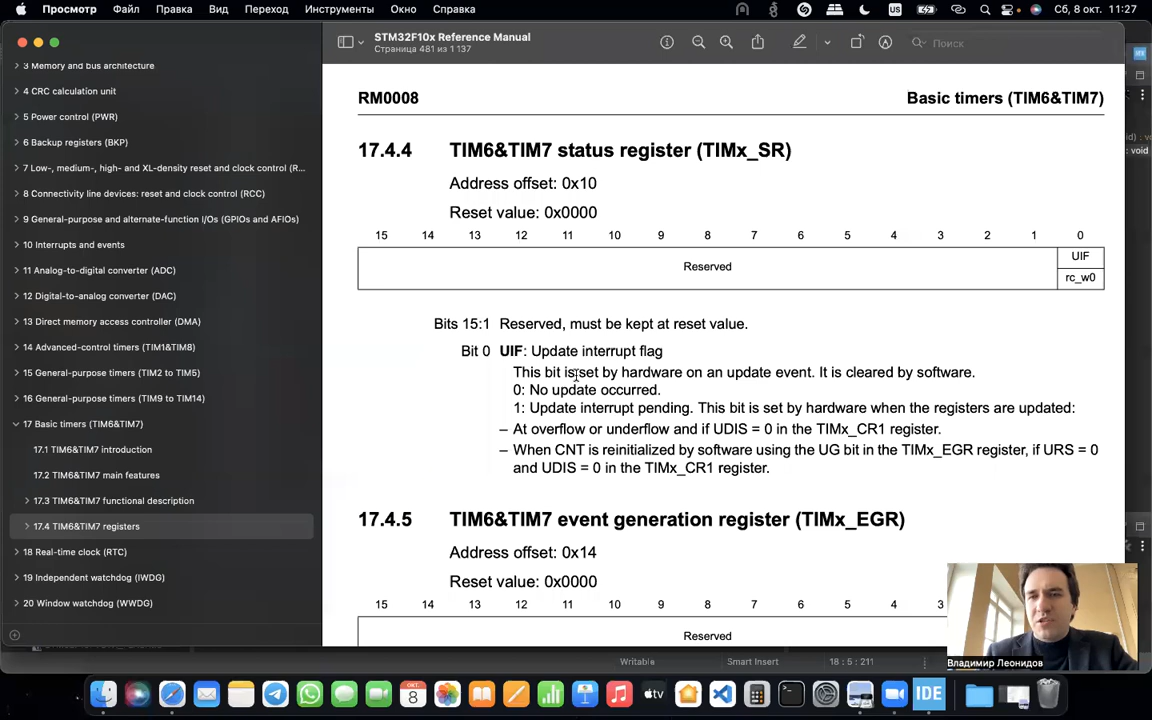 Просмотр Файл Правка Вид Переход Инструменты Окно Справка US Сб, 8 окт. 11:27
STM32F10x Reference Manual
Страница 481 из 1 137
Поиск
3 Memory and bus architecture
4 CRC calculation unit
5 Power control (PWR)
6 Backup registers (BKP)
7 Low-, medium-, high- and XL-density reset and clock control (R...
8 Connectivity line devices: reset and clock control (RCC)
9 General-purpose and alternate-function I/Os (GPIOs and AFIOs)
10 Interrupts and events
11 Analog-to-digital converter (ADC)
12 Digital-to-analog converter (DAC)
13 Direct memory access controller (DMA)
14 Advanced-control timers (TIM1&TIM8)
15 General-purpose timers (TIM2 to TIM5)
16 General-purpose timers (TIM9 to TIM14)
17 Basic timers (TIM6&TIM7)
17.1 TIM6&TIM7 introduction
17.2 TIM6&TIM7 main features
17.3 TIM6&TIM7 functional description
17.4 TIM6&TIM7 registers
18 Real-time clock (RTC)
19 Independent watchdog (IWDG)
20 Window watchdog (WWDG)
RM0008 Basic timers (TIM6&TIM7)
17.4.4 TIM6&TIM7 status register (TIMx_SR)
Address offset: 0x10
Reset value: 0x0000
15 14 13 12 11 10 9 8 7 6 5 4 3 2 1 0
Reserved UIF
rc_w0
Bits 15:1 Reserved, must be kept at reset value.
Bit 0 UIF: Update interrupt flag
This bit is set by hardware on an update event. It is cleared by software.
0: No update occurred.
1: Update interrupt pending. This bit is set by hardware when the registers are updated:
– At overflow or underflow and if UDIS = 0 in the TIMx_CR1 register.
– When CNT is reinitialized by software using the UG bit in the TIMx_EGR register, if URS = 0
and UDIS = 0 in the TIMx_CR1 register.
17.4.5 TIM6&TIM7 event generation register (TIMx_EGR)
Address offset: 0x14
Reset value: 0x0000
15 14 13 12 11 10 9 8 7 6 5 4 3
Reserved
: void
Владимир Леонидов
Writable Smart Insert 18 : 5 : 211
ОКТ.
8
tv
IDE